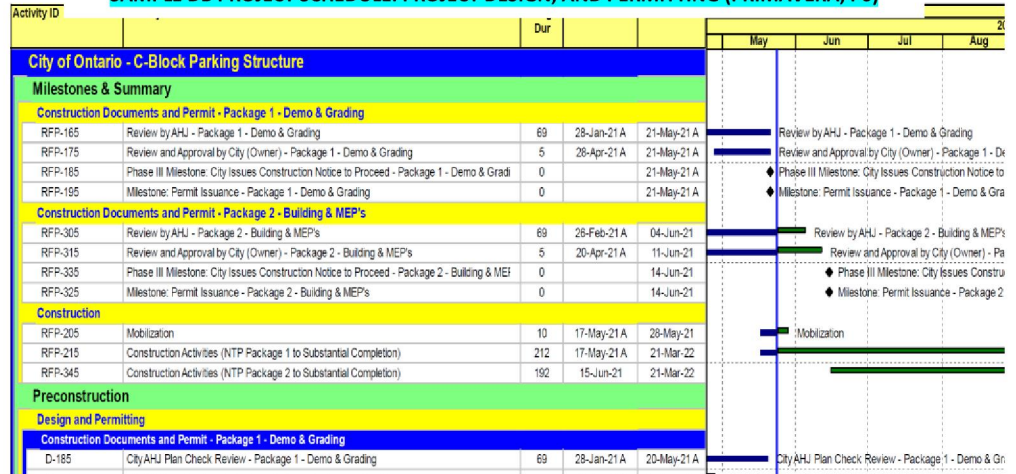 SAMPLE DB PROJECT SCHEDULE: PROJECT DESIGN, AND PERMITTING (PRIMAVERA, P6)
Activity ID
Dur
20
May Jun Jul Aug
City of Ontario - C-Block Parking Structure
Milestones & Summary
Construction Documents and Permit - Package 1 - Demo & Grading
RFP-165 Review by AHJ - Package 1 - Demo & Grading 69 28-Jan-21 A 21-May-21 A Review by AHJ - Package 1 - Demo & Grading
RFP-175 Review and Approval by City (Owner) - Package 1 - Demo & Grading 5 28-Apr-21 A 21-May-21 A Review and Approval by City (Owner) - Package 1 - De
RFP-185 Phase III Milestone: City Issues Construction Notice to Proceed - Package 1 - Demo & Gradi 0 21-May-21 A Phase III Milestone: City Issues Construction Notice to
RFP-195 Milestone: Permit Issuance - Package 1 - Demo & Grading 0 21-May-21 A Milestone: Permit Issuance - Package 1 - Demo & Gra
Construction Documents and Permit - Package 2 - Building & MEP's
RFP-305 Review by AHJ - Package 2 - Building & MEP's 69 26-Feb-21 A 04-Jun-21 Review by AHJ - Package 2 - Building & MEP's
RFP-315 Review and Approval by City (Owner) - Package 2 - Building & MEP's 5 20-Apr-21 A 11-Jun-21 Review and Approval by City (Owner) - Pa
RFP-335 Phase III Milestone: City Issues Construction Notice to Proceed - Package 2 - Building & MEF 0 14-Jun-21 Phase III Milestone: City Issues Constru
RFP-325 Milestone: Permit Issuance - Package 2 - Building & MEP's 0 14-Jun-21 Milestone: Permit Issuance - Package 2
Construction
RFP-205 Mobilization 10 17-May-21 A 28-May-21 Mobilization
RFP-215 Construction Activities (NTP Package 1 to Substantial Completion) 212 17-May-21 A 21-Mar-22
RFP-345 Construction Activities (NTP Package 2 to Substantial Completion) 192 15-Jun-21 21-Mar-22
Preconstruction
Design and Permitting
Construction Documents and Permit - Package 1 - Demo & Grading
D-185 City AHJ Plan Check Review - Package 1 - Demo & Grading 69 28-Jan-21 A 20-May-21 A City AHJ Plan Check Review - Package 1 - Demo & Gr